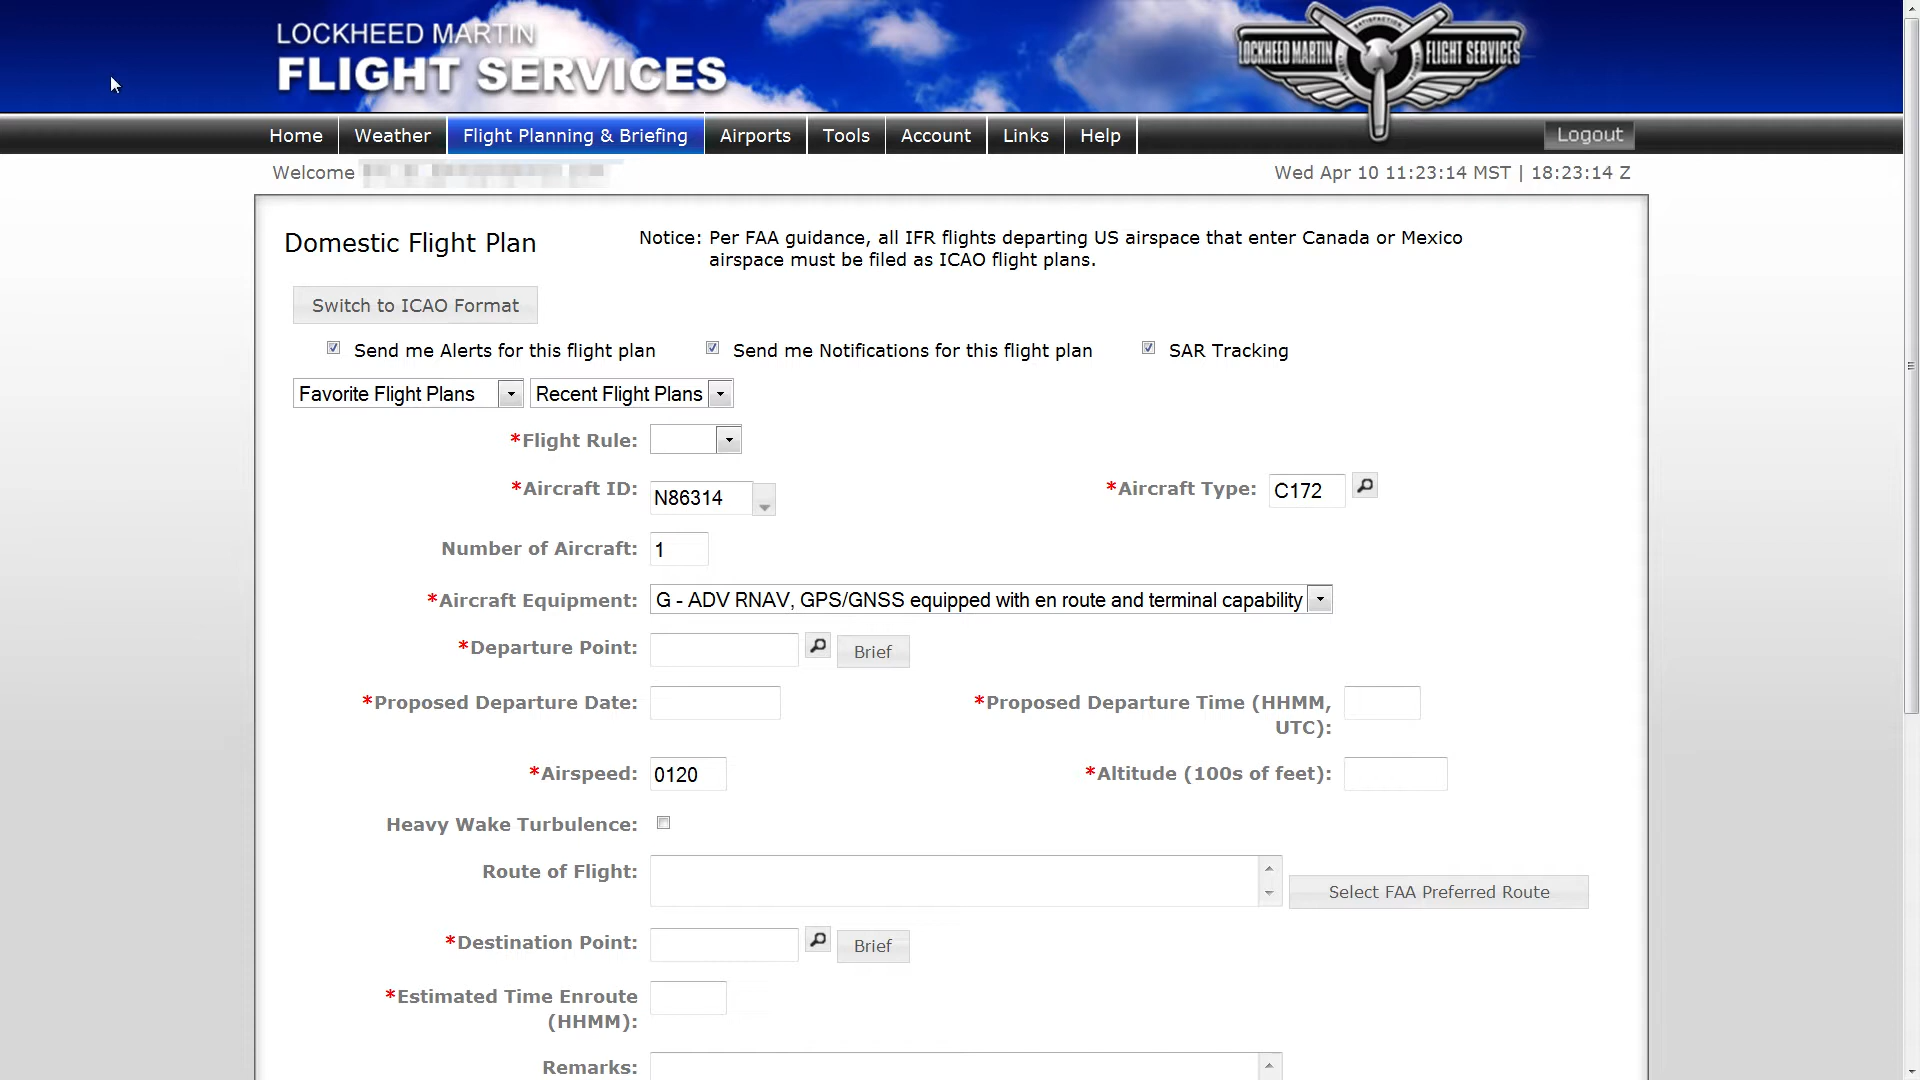 LOCKHEED MARTIN
FLIGHT SERVICES
SATISFACTION
LOCKHEED MARTIN FLIGHT SERVICES
Home Weather Flight Planning & Briefing Airports Tools Account Links Help Logout
Welcome
Wed Apr 10 11:23:14 MST | 18:23:14 Z
Domestic Flight Plan
Notice: Per FAA guidance, all IFR flights departing US airspace that enter Canada or Mexico
airspace must be filed as ICAO flight plans.
Switch to ICAO Format
Send me Alerts for this flight plan Send me Notifications for this flight plan SAR Tracking
Favorite Flight Plans Recent Flight Plans
*Flight Rule:
*Aircraft ID: N86314 *Aircraft Type: C172
Number of Aircraft: 1
*Aircraft Equipment: G - ADV RNAV, GPS/GNSS equipped with en route and terminal capability
*Departure Point: Brief
*Proposed Departure Date: *Proposed Departure Time (HHMM,
UTC):
*Airspeed: 0120 *Altitude (100s of feet):
Heavy Wake Turbulence:
Route of Flight: Select FAA Preferred Route
*Destination Point: Brief
*Estimated Time Enroute
(HHMM):
Remarks: